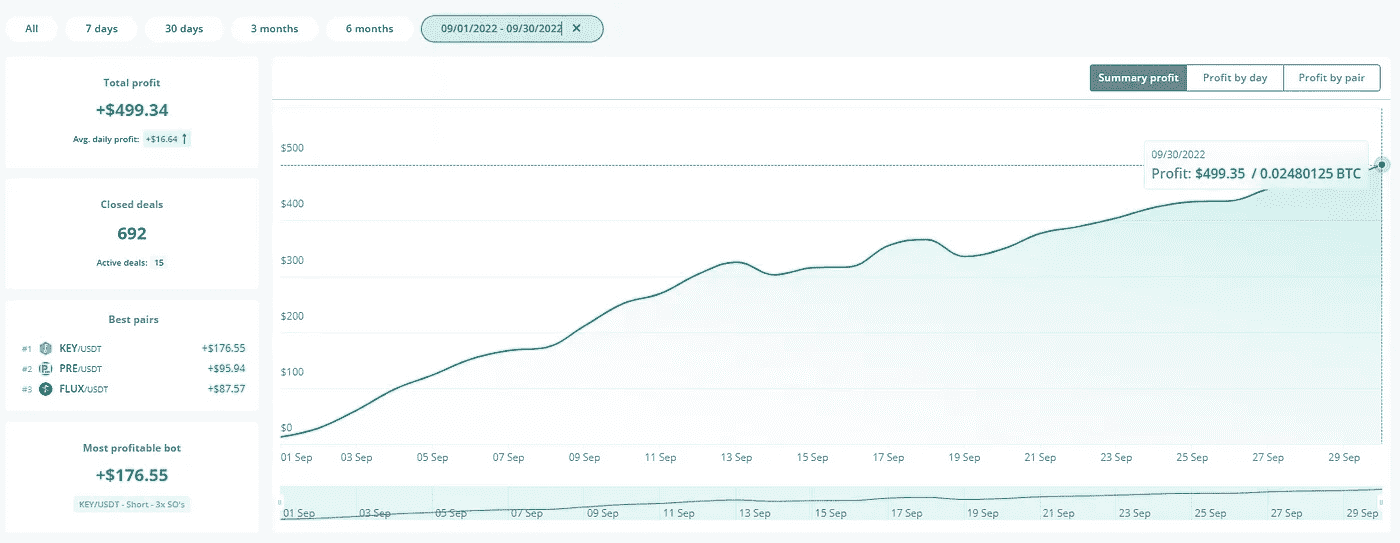 All 7 days 30 days 3 months 6 months 09/01/2022 - 09/30/2022 ✕
Total profit
+$499.34
Avg. daily profit: +$16.64 ↑
Closed deals
692
Active deals: 15
Best pairs
#1 KEY/USDT +$176.55
#2 PRE/USDT +$95.94
#3 FLUX/USDT +$87.57
Most profitable bot
+$176.55
KEY/USDT - Short - 3x SO's
Summary profit Profit by day Profit by pair
$500
09/30/2022
Profit: $499.35 / 0.02480125 BTC
$400
$300
$200
$100
$0
01 Sep 03 Sep 05 Sep 07 Sep 09 Sep 11 Sep 13 Sep 15 Sep 17 Sep 19 Sep 21 Sep 23 Sep 25 Sep 27 Sep 29 Sep
01 Sep 03 Sep 05 Sep 07 Sep 09 Sep 11 Sep 13 Sep 15 Sep 17 Sep 19 Sep 21 Sep 23 Sep 25 Sep 27 Sep 29 Sep